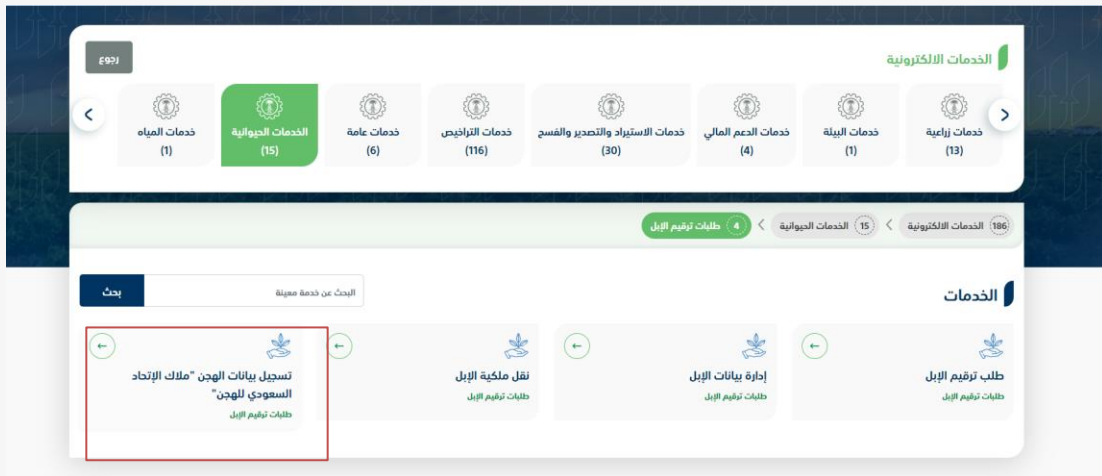 الخدمات الالكترونية
رجوع
خدمات زراعية
(13)
خدمات البيئة
(1)
خدمات الدعم المالي
(4)
خدمات الاستيراد والتصدير والفسح
(30)
خدمات التراخيص
(116)
خدمات عامة
(6)
الخدمات الحيوانية
(15)
خدمات المياه
(1)
186 الخدمات الالكترونية
15 الخدمات الحيوانية
4 طلبات ترقيم الإبل
الخدمات
البحث عن خدمة معينة
بحث
طلب ترقيم الإبل
طلبات ترقيم الإبل
إدارة بيانات الإبل
طلبات ترقيم الإبل
نقل ملكية الإبل
طلبات ترقيم الإبل
تسجيل بيانات الهجن "ملاك الإتحاد
السعودي للهجن"
طلبات ترقيم الإبل